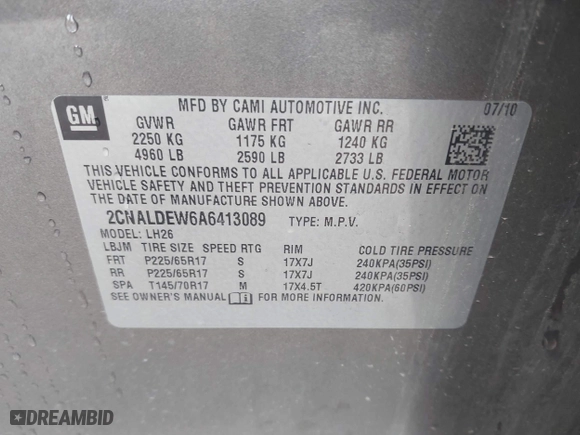 GM
MFD BY CAMI AUTOMOTIVE INC. 07/10
GVWR GAWR FRT GAWR RR
2250 KG 1175 KG 1240 KG
4960 LB 2590 LB 2733 LB
THIS VEHICLE CONFORMS TO ALL APPLICABLE U.S. FEDERAL MOTOR
VEHICLE SAFETY AND THEFT PREVENTION STANDARDS IN EFFECT ON
THE DATE OF MANUFACTURE SHOWN ABOVE.
2CNALDEW6A6413089 TYPE: M.P.V.
MODEL: LH26
LBJM TIRE SIZE SPEED RTG RIM COLD TIRE PRESSURE
FRT P225/65R17 S 17X7J 240KPA(35PSI)
RR P225/65R17 S 17X7J 240KPA(35PSI)
SPA T145/70R17 M 17X4.5T 420KPA(60PSI)
SEE OWNER'S MANUAL FOR MORE INFORMATION
DREAMBID